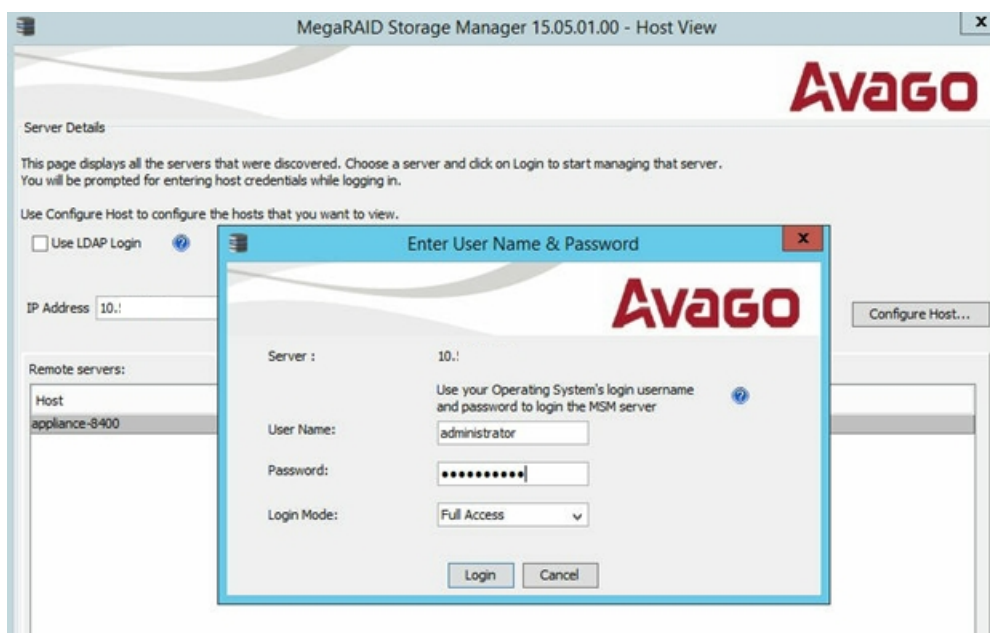 MegaRAID Storage Manager 15.05.01.00 - Host View
x
AVAGO
Server Details
This page displays all the servers that were discovered. Choose a server and click on Login to start managing that server.
You will be prompted for entering host credentials while logging in.
Use Configure Host to configure the hosts that you want to view.
Use LDAP Login
?
IP Address 10.
Configure Host...
Remote servers:
Host
appliance-8400
Enter User Name & Password
x
AVAGO
Server : 10.
Use your Operating System's login username
and password to login the MSM server
?
User Name: administrator
Password: ••••••••••
Login Mode: Full Access
Login Cancel